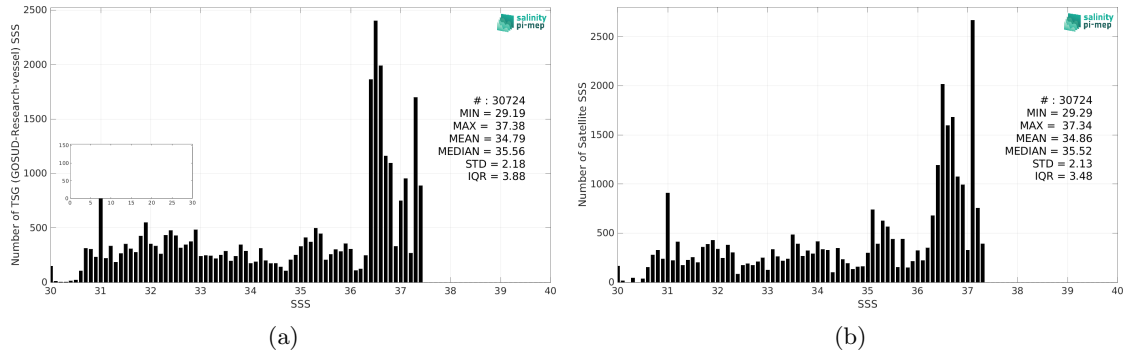 2500
2000
1500
1000
500
0
30 31 32 33 34 35 36 37 38 39 40
SSS
Number of TSG (GOSUD-Research-vessel) SSS
150
100
50
0
0 5 10 15 20 25 30
salinity
pi-mep
# : 30724
MIN = 29.19
MAX = 37.38
MEAN = 34.79
MEDIAN = 35.56
STD = 2.18
IQR = 3.88
(a)
2500
2000
1500
1000
500
0
30 31 32 33 34 35 36 37 38 39 40
SSS
Number of Satellite SSS
salinity
pi-mep
# : 30724
MIN = 29.29
MAX = 37.34
MEAN = 34.86
MEDIAN = 35.52
STD = 2.13
IQR = 3.48
(b)